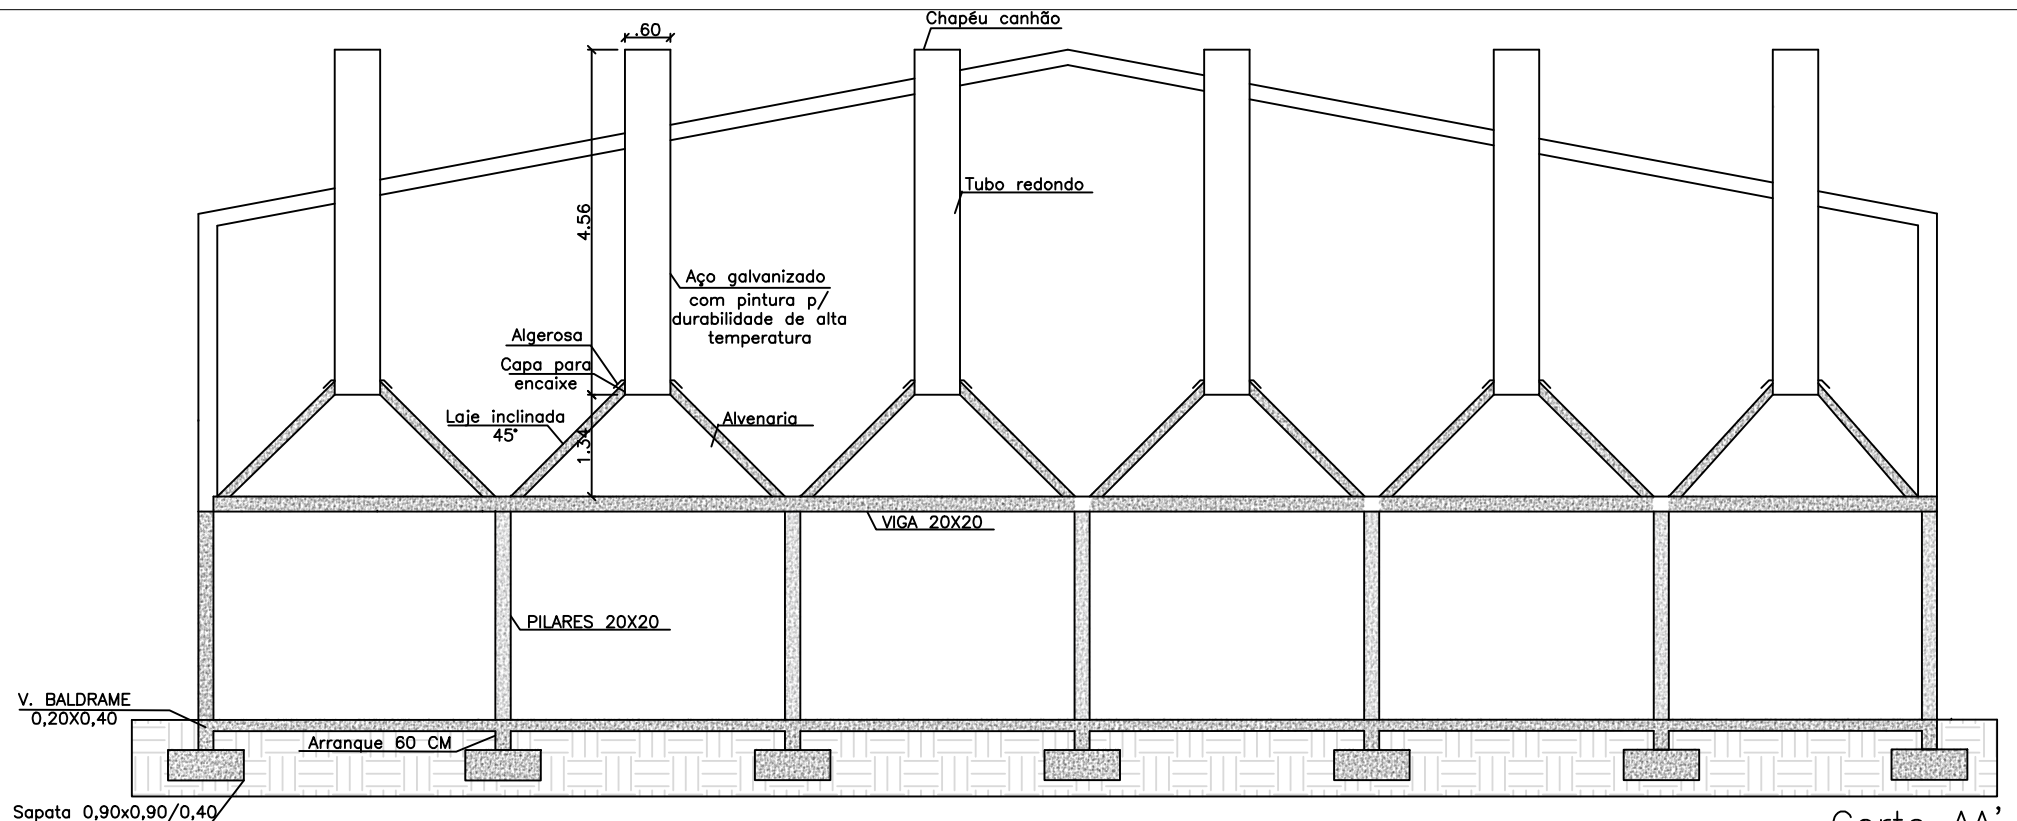 Chapéu canhão
.60
Tubo redondo
4.56
Aço galvanizado
com pintura p/
durabilidade de alta
temperatura
Algerosa
Capa para
encaixe
Laje inclinada
45°
1.34
Alvenaria
VIGA 20X20
PILARES 20X20
V. BALDRAME
0,20X0,40
Arranque 60 CM
Sapata 0,90x0,90/0,40
Corte AA'